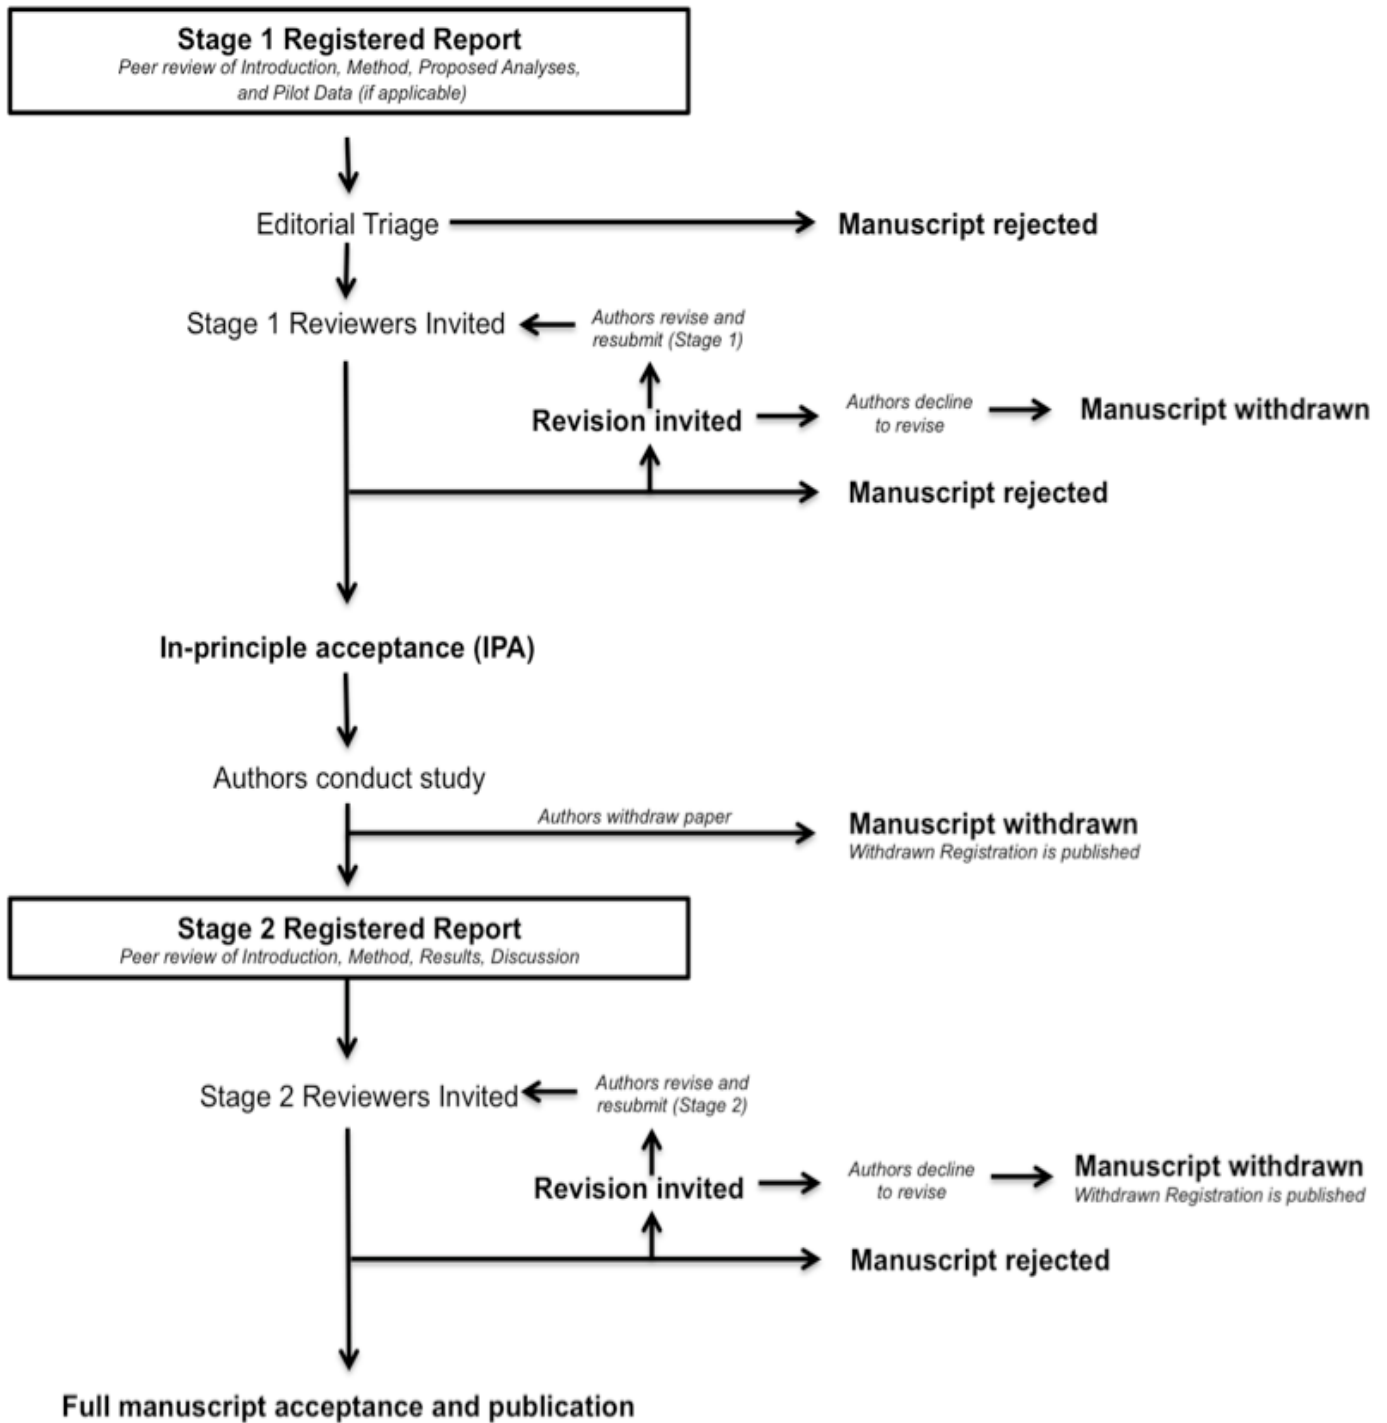 Stage 1 Registered Report
Peer review of Introduction, Method, Proposed Analyses,
and Pilot Data (if applicable)
Editorial Triage
Manuscript rejected
Stage 1 Reviewers Invited
Authors revise and
resubmit (Stage 1)
Revision invited
Authors decline
to revise
Manuscript withdrawn
Manuscript rejected
In-principle acceptance (IPA)
Authors conduct study
Authors withdraw paper
Manuscript withdrawn
Withdrawn Registration is published
Stage 2 Registered Report
Peer review of Introduction, Method, Results, Discussion
Stage 2 Reviewers Invited
Authors revise and
resubmit (Stage 2)
Revision invited
Authors decline
to revise
Manuscript withdrawn
Withdrawn Registration is published
Manuscript rejected
Full manuscript acceptance and publication